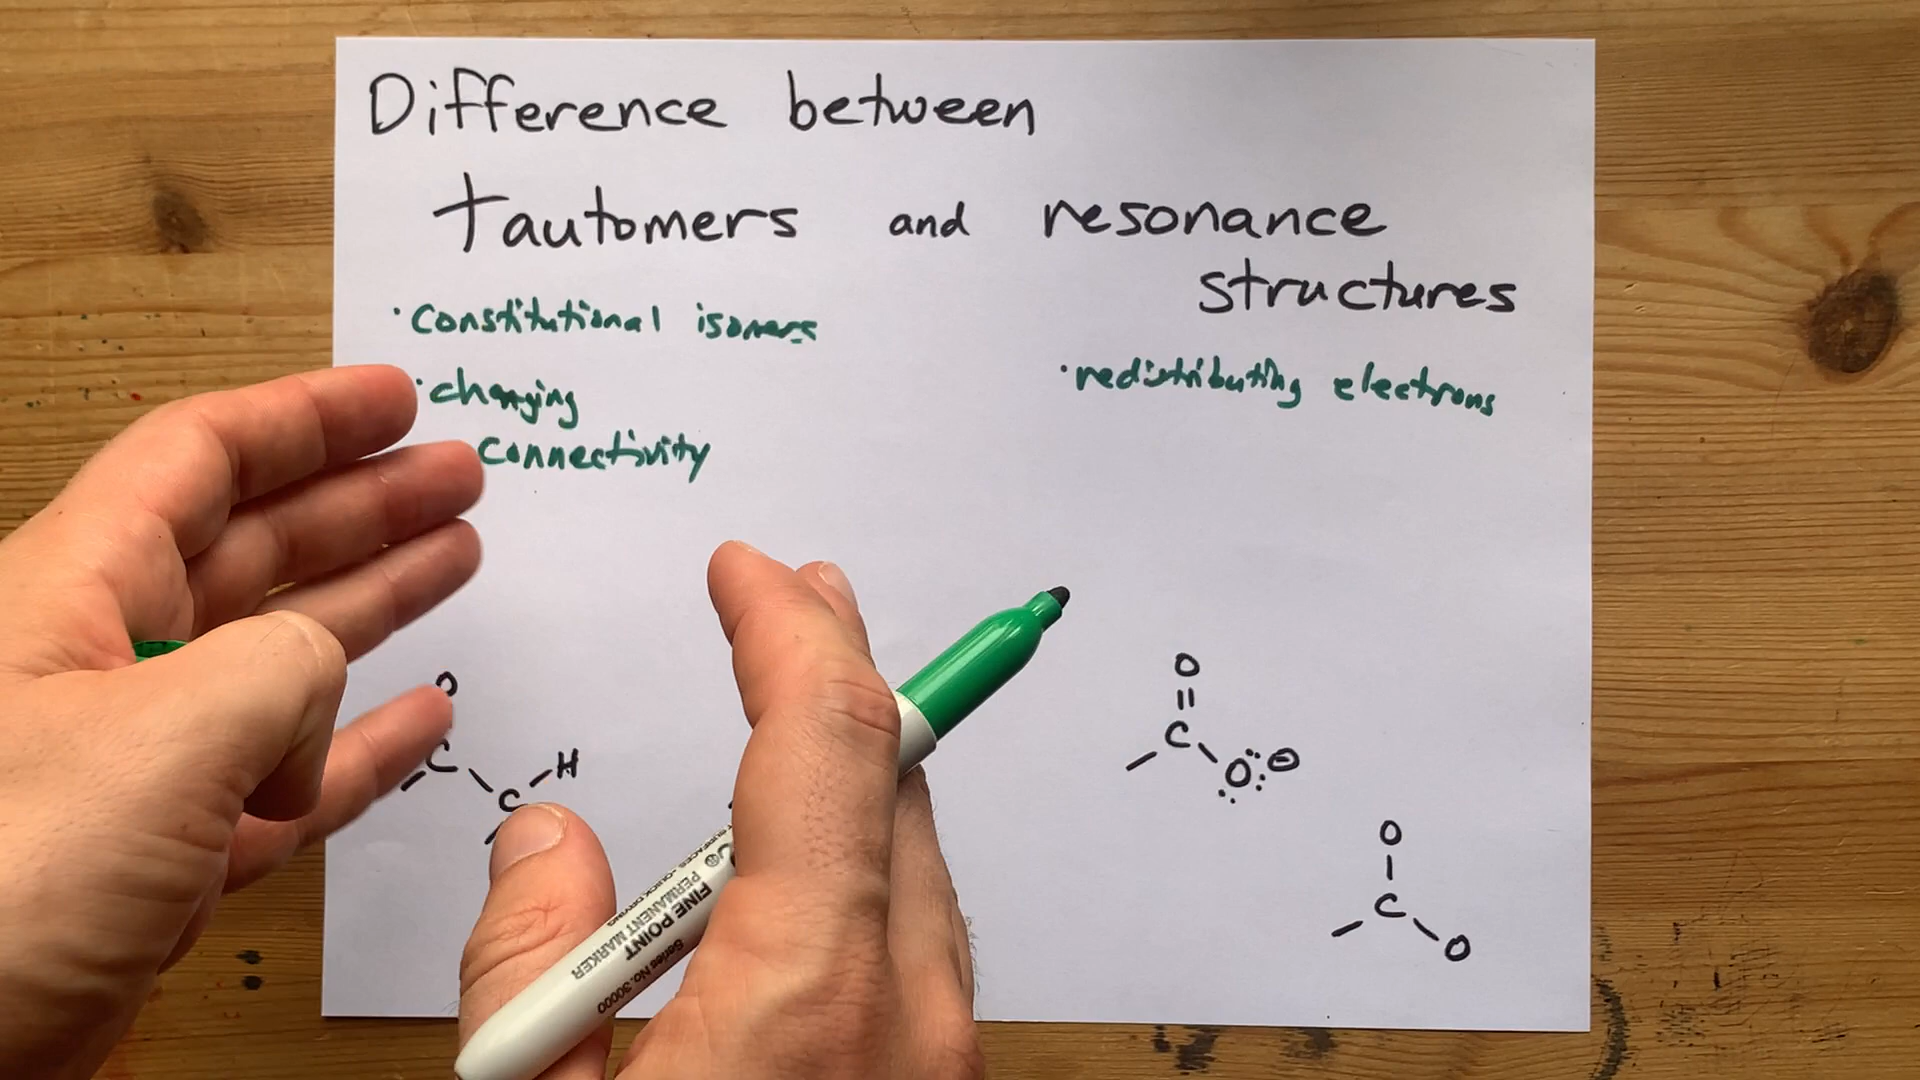 Difference between
tautomers and resonance
structures
· Constitutional isomers
· redistributing electrons
· changing
connectivity
O
C
H
C
O
C
O
⊖
O
C
O
FINE POINT
PERMANENT MARKER
Series No. 30000